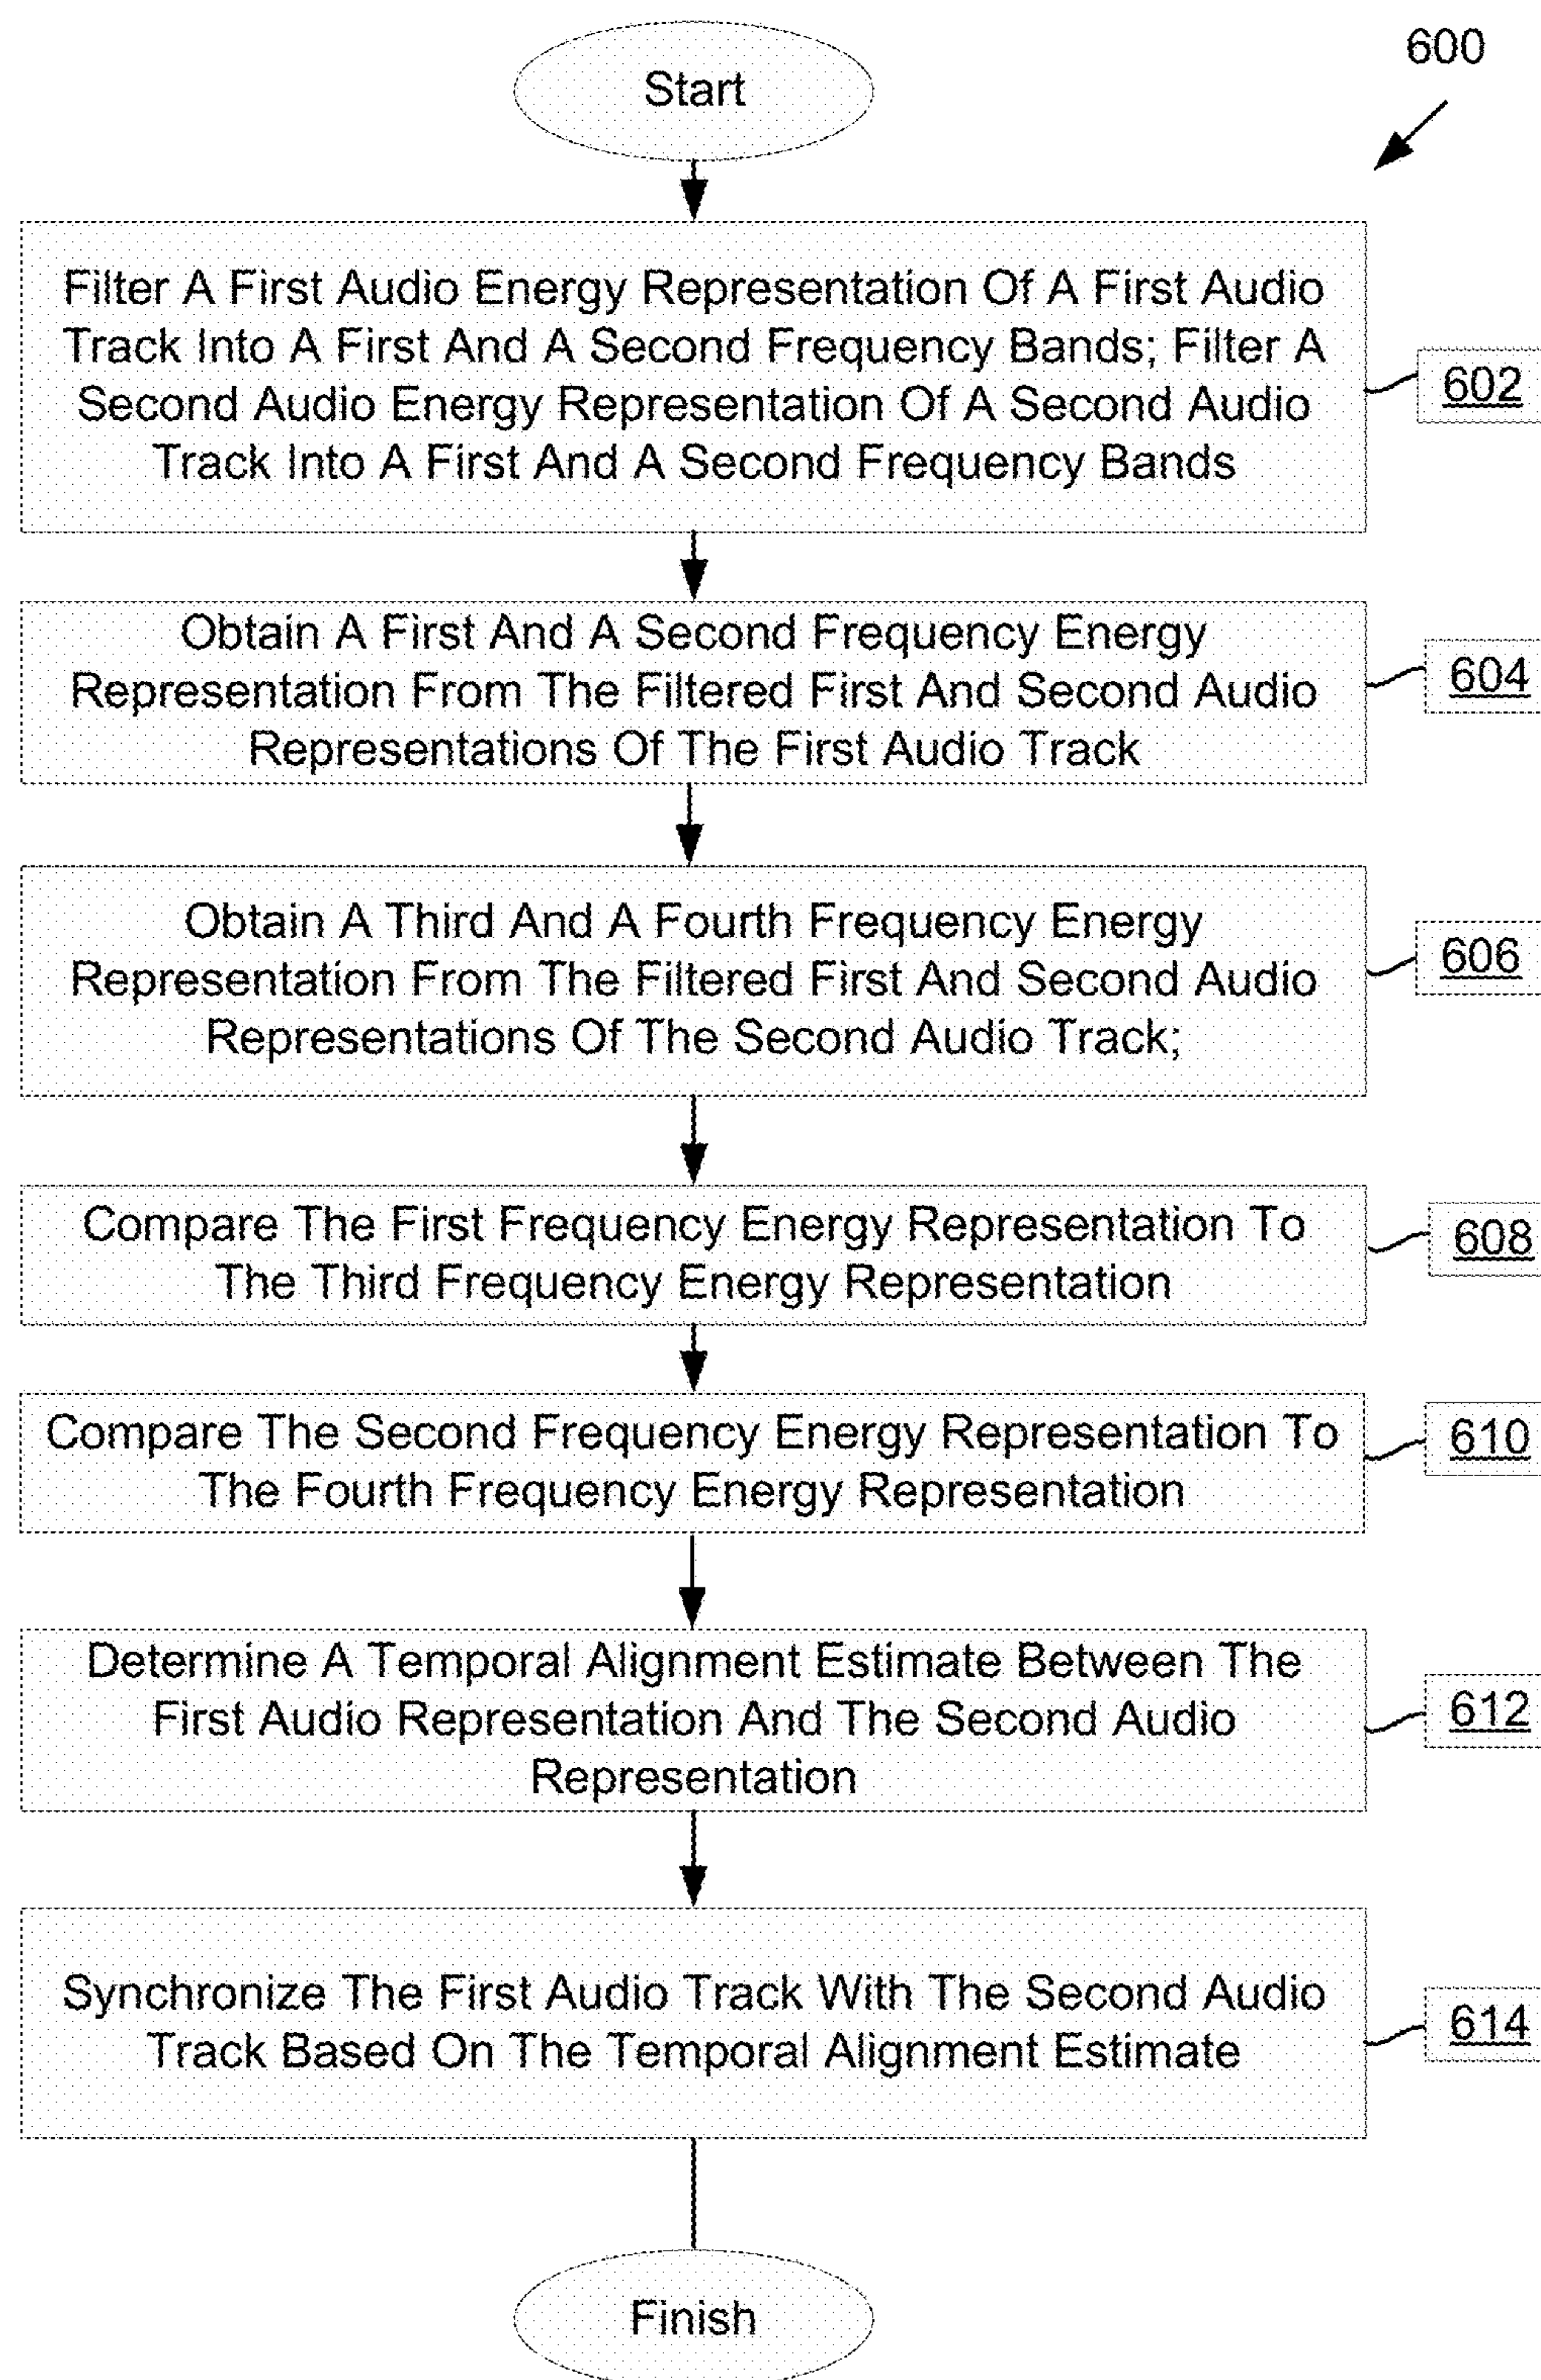 600
Start
Filter A First Audio Energy Representation Of A First Audio
Track Into A First And A Second Frequency Bands; Filter A
Second Audio Energy Representation Of A Second Audio
Track Into A First And A Second Frequency Bands
602
Obtain A First And A Second Frequency Energy
Representation From The Filtered First And Second Audio
Representations Of The First Audio Track
604
Obtain A Third And A Fourth Frequency Energy
Representation From The Filtered First And Second Audio
Representations Of The Second Audio Track;
606
Compare The First Frequency Energy Representation To
The Third Frequency Energy Representation
608
Compare The Second Frequency Energy Representation To
The Fourth Frequency Energy Representation
610
Determine A Temporal Alignment Estimate Between The
First Audio Representation And The Second Audio
Representation
612
Synchronize The First Audio Track With The Second Audio
Track Based On The Temporal Alignment Estimate
614
Finish